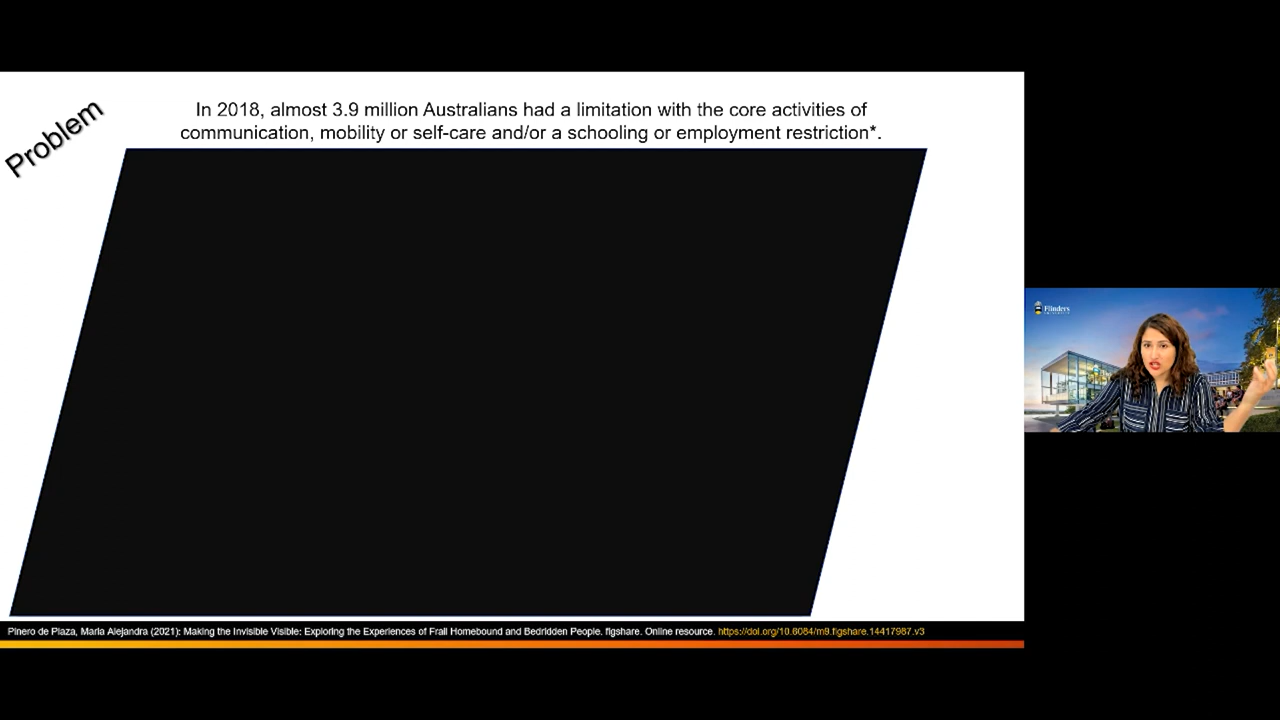 Problem
In 2018, almost 3.9 million Australians had a limitation with the core activities of
communication, mobility or self-care and/or a schooling or employment restriction*.
Flinders
UNIVERSITY
Pinero de Plaza, Maria Alejandra (2021): Making the Invisible Visible: Exploring the Experiences of Frail Homebound and Bedridden People. figshare. Online resource. https://doi.org/10.6084/m9.figshare.14417987.v3